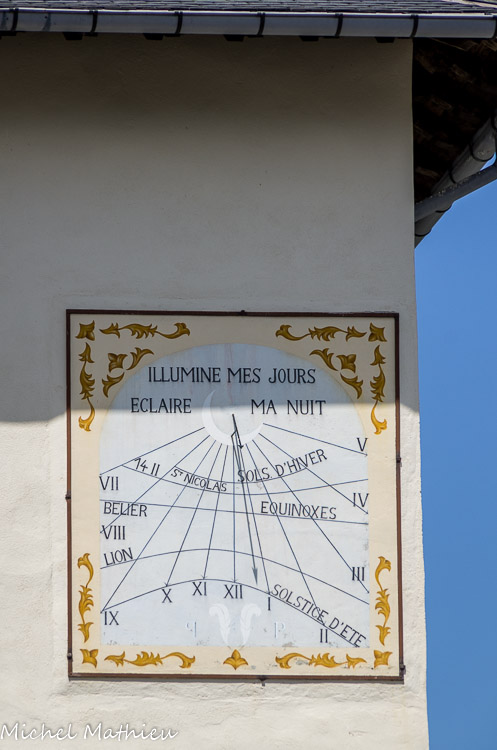 ILLUMINE MES JOURS
ECLAIRE MA NUIT
V
SOLS D'HIVER
14 II
ST NICOLAIS
VII
IV
BELIER
EQUINOXES
VIII
LION
III
IX
X
XI
XII
I
SOLSTICE D'ETE
II
Michel Mathieu